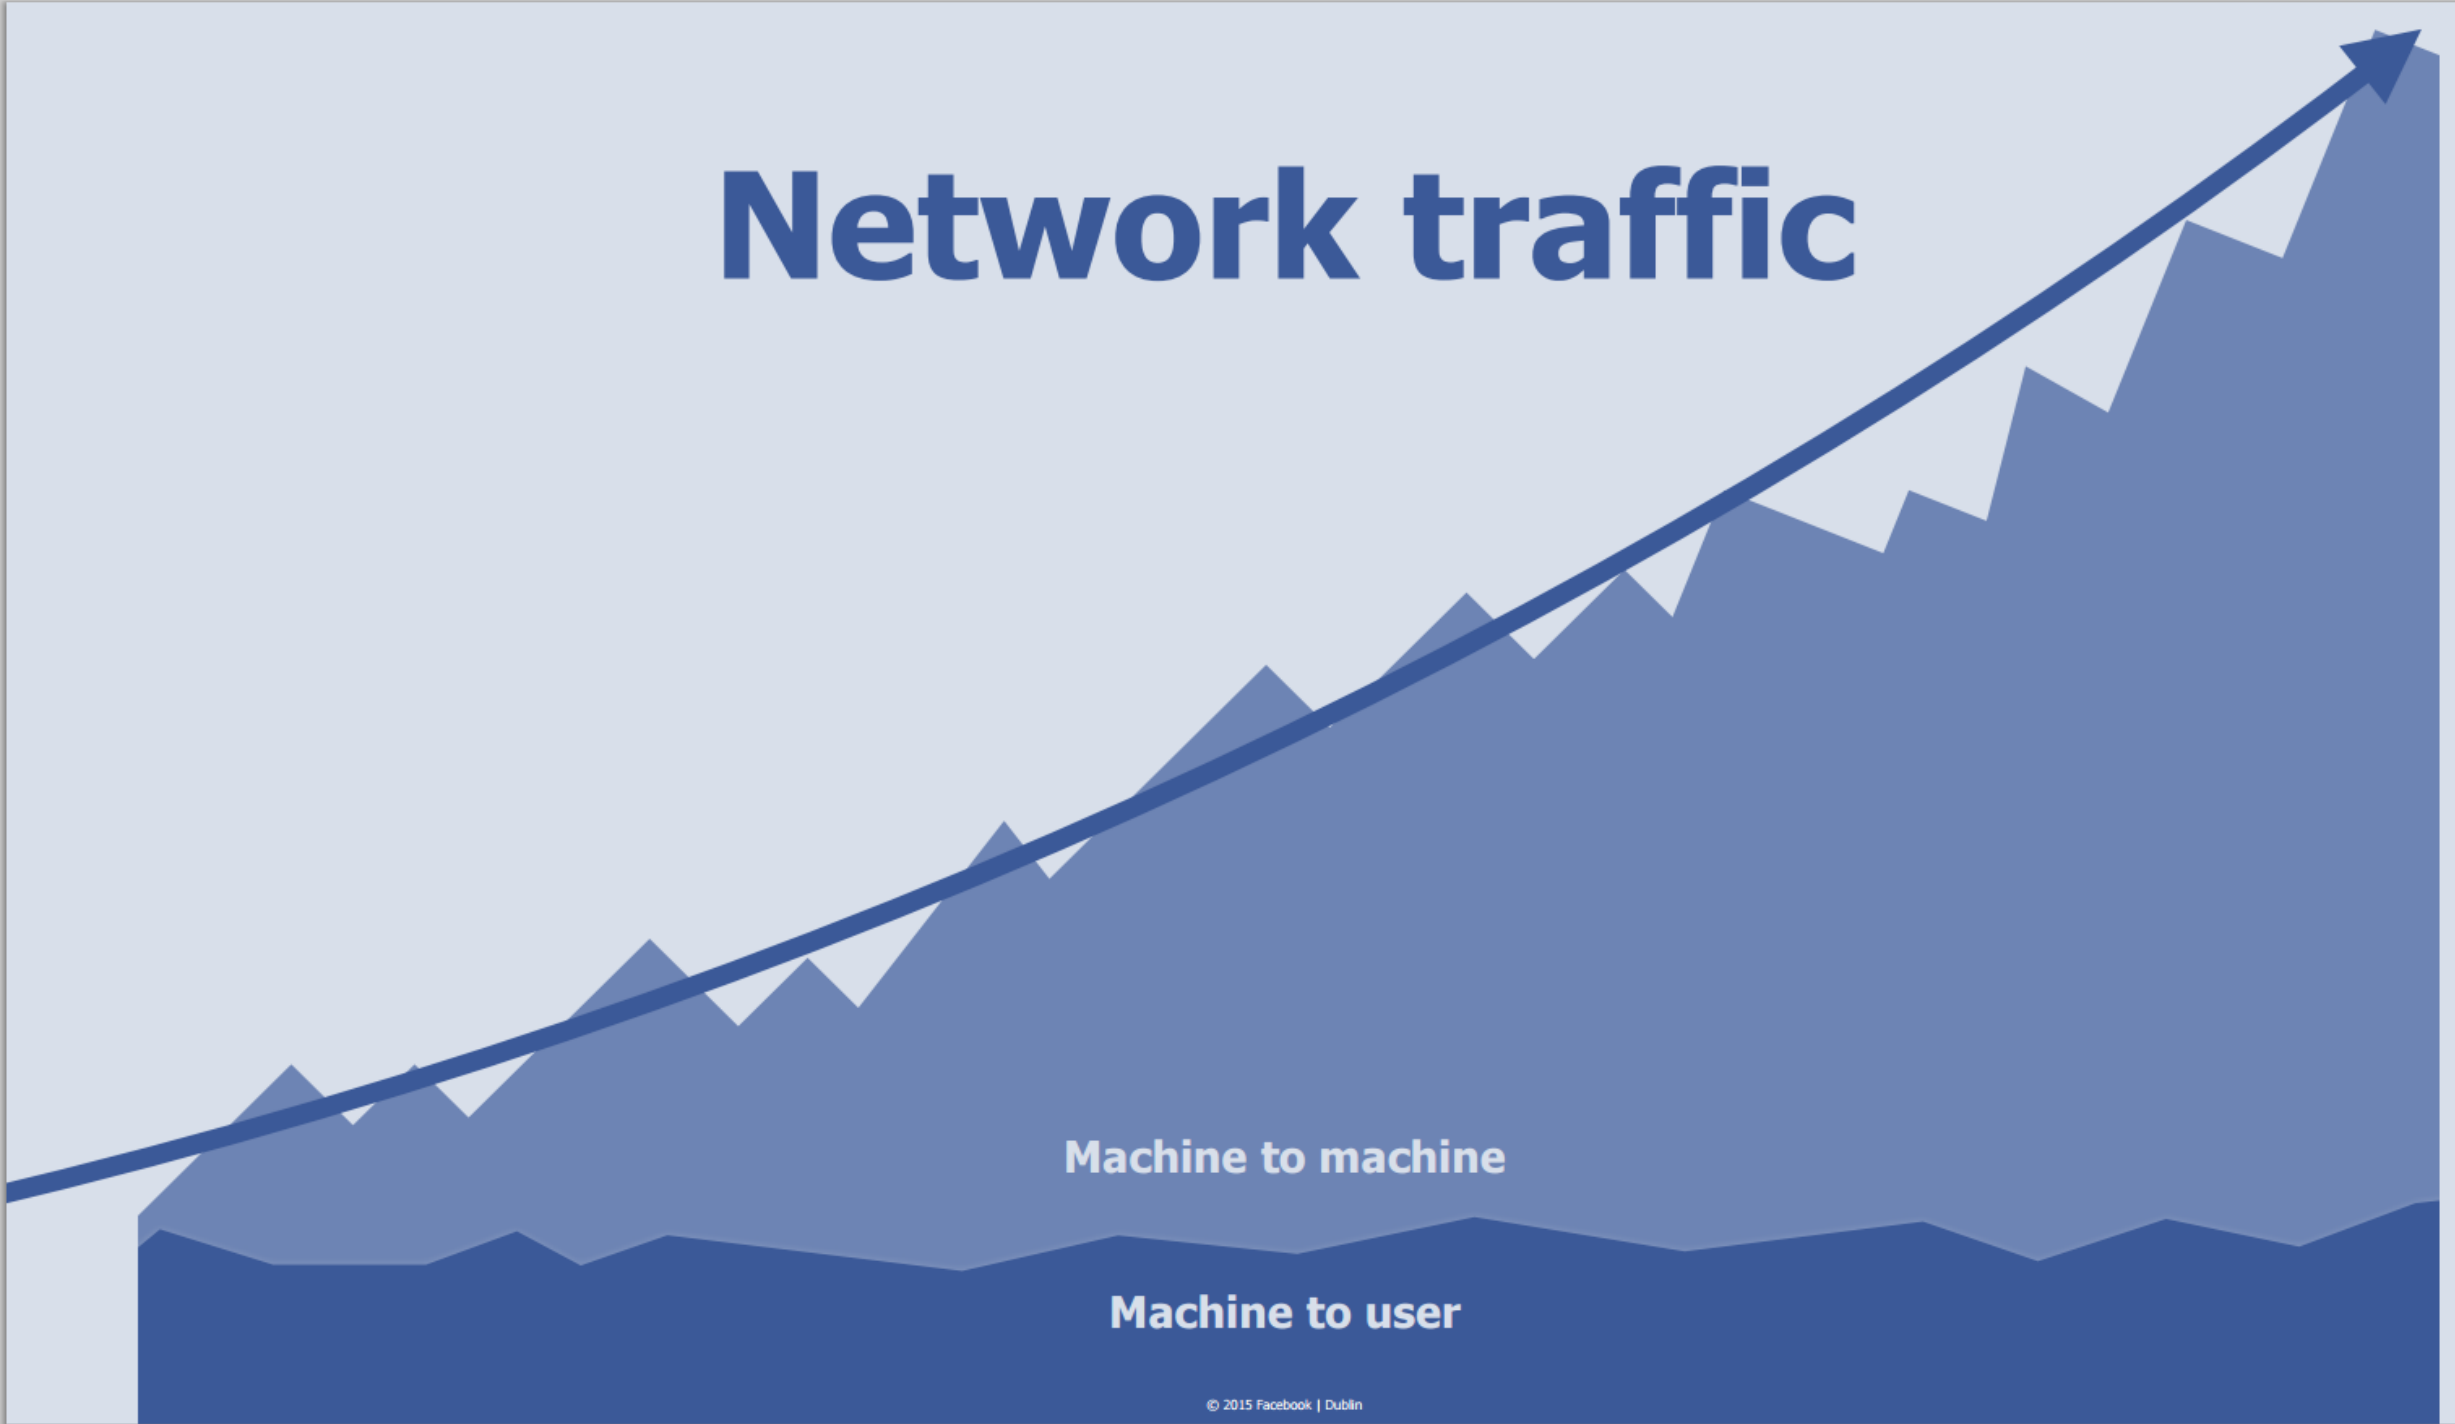 Network traffic
Machine to machine
Machine to user
© 2015 Facebook | Dublin